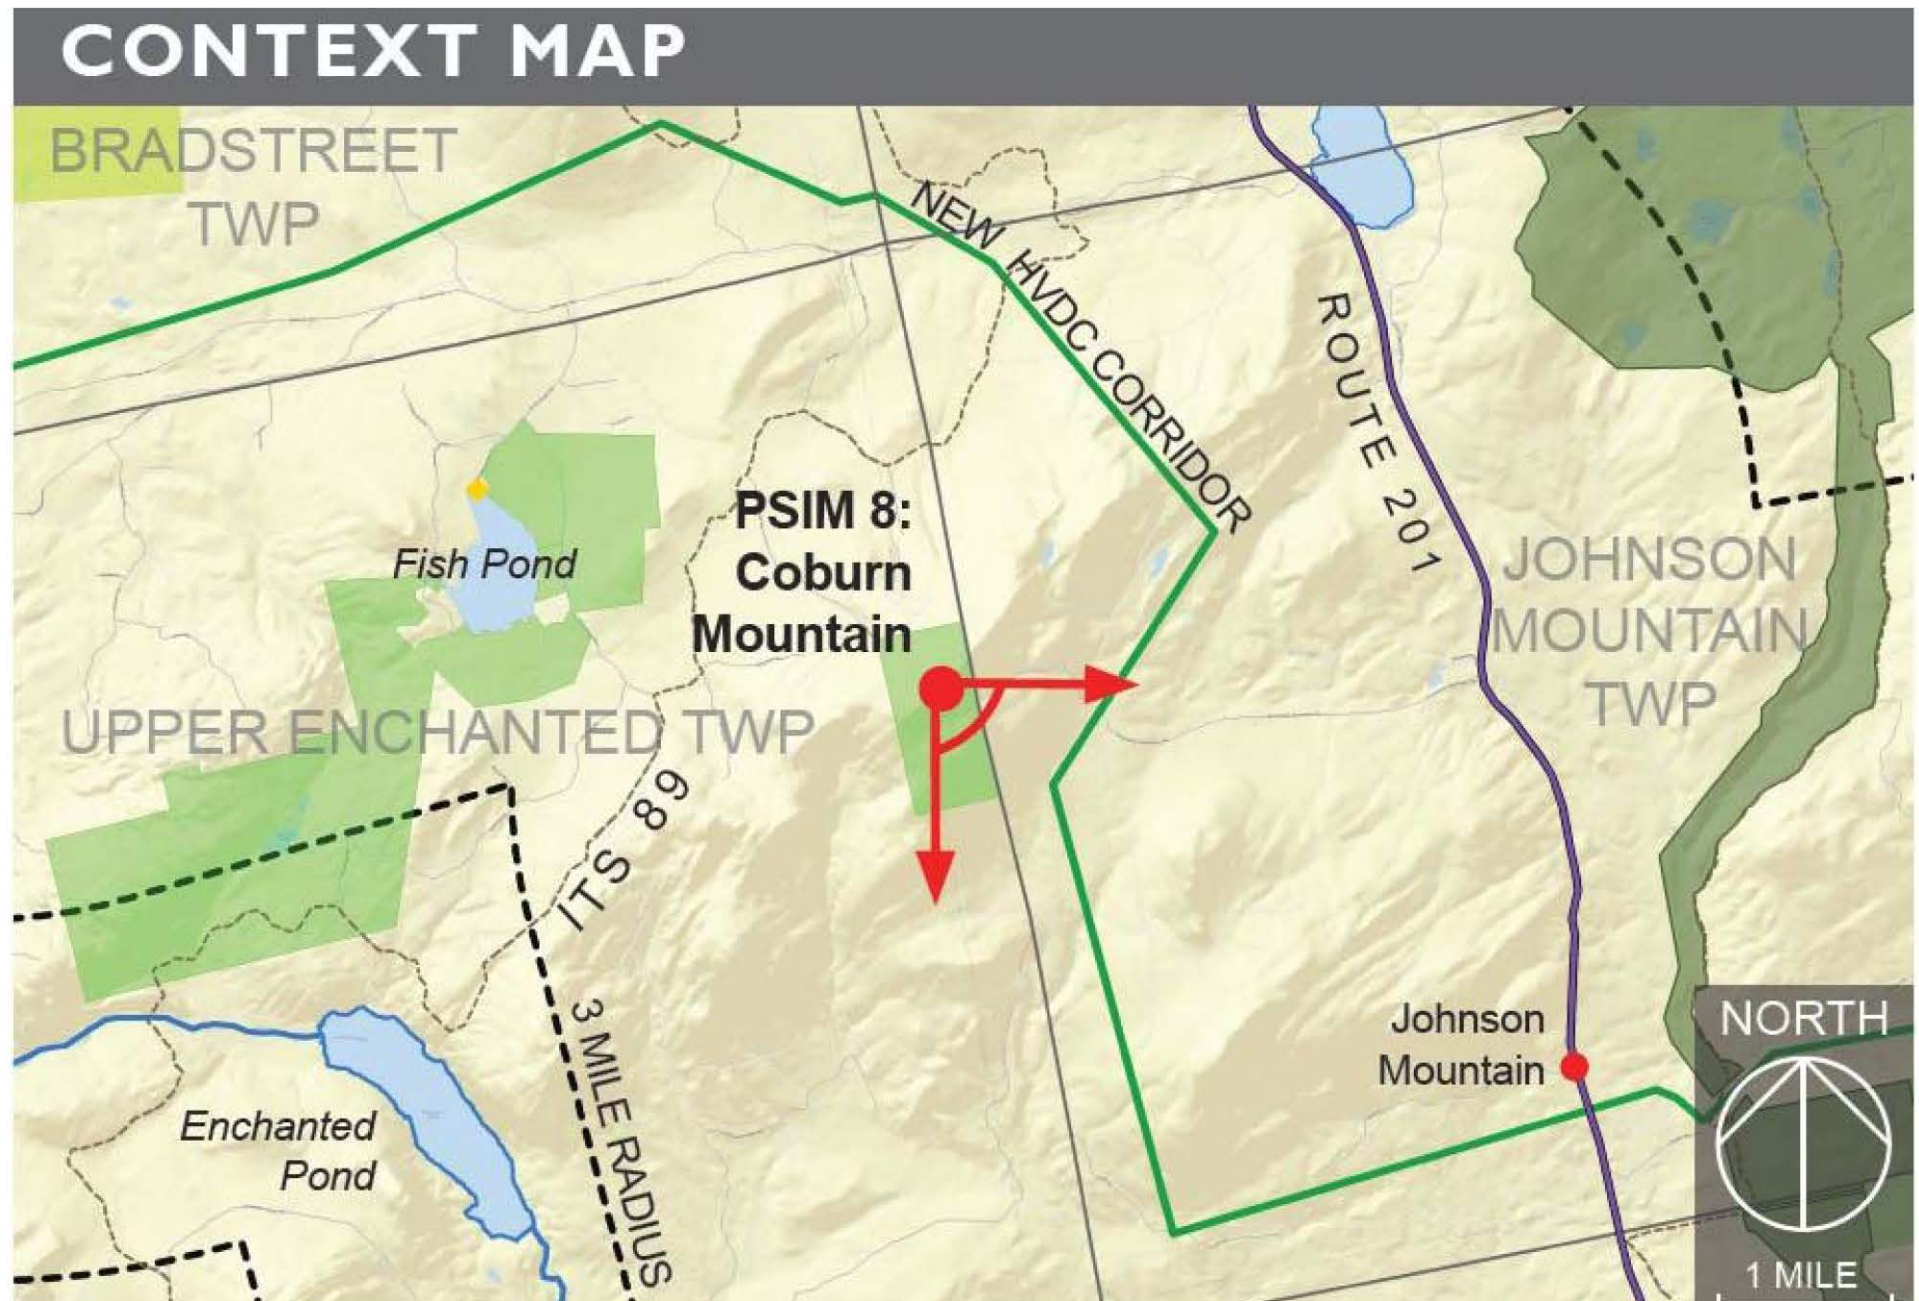 CONTEXT MAP
BRADSTREET
TWP
NEW HVDC CORRIDOR
ROUTE 201
PSIM 8:
Coburn
Mountain
Fish Pond
JOHNSON
MOUNTAIN
TWP
UPPER ENCHANTED TWP
ITS 89
3 MILE RADIUS
Johnson
Mountain
Enchanted
Pond
NORTH
1 MILE